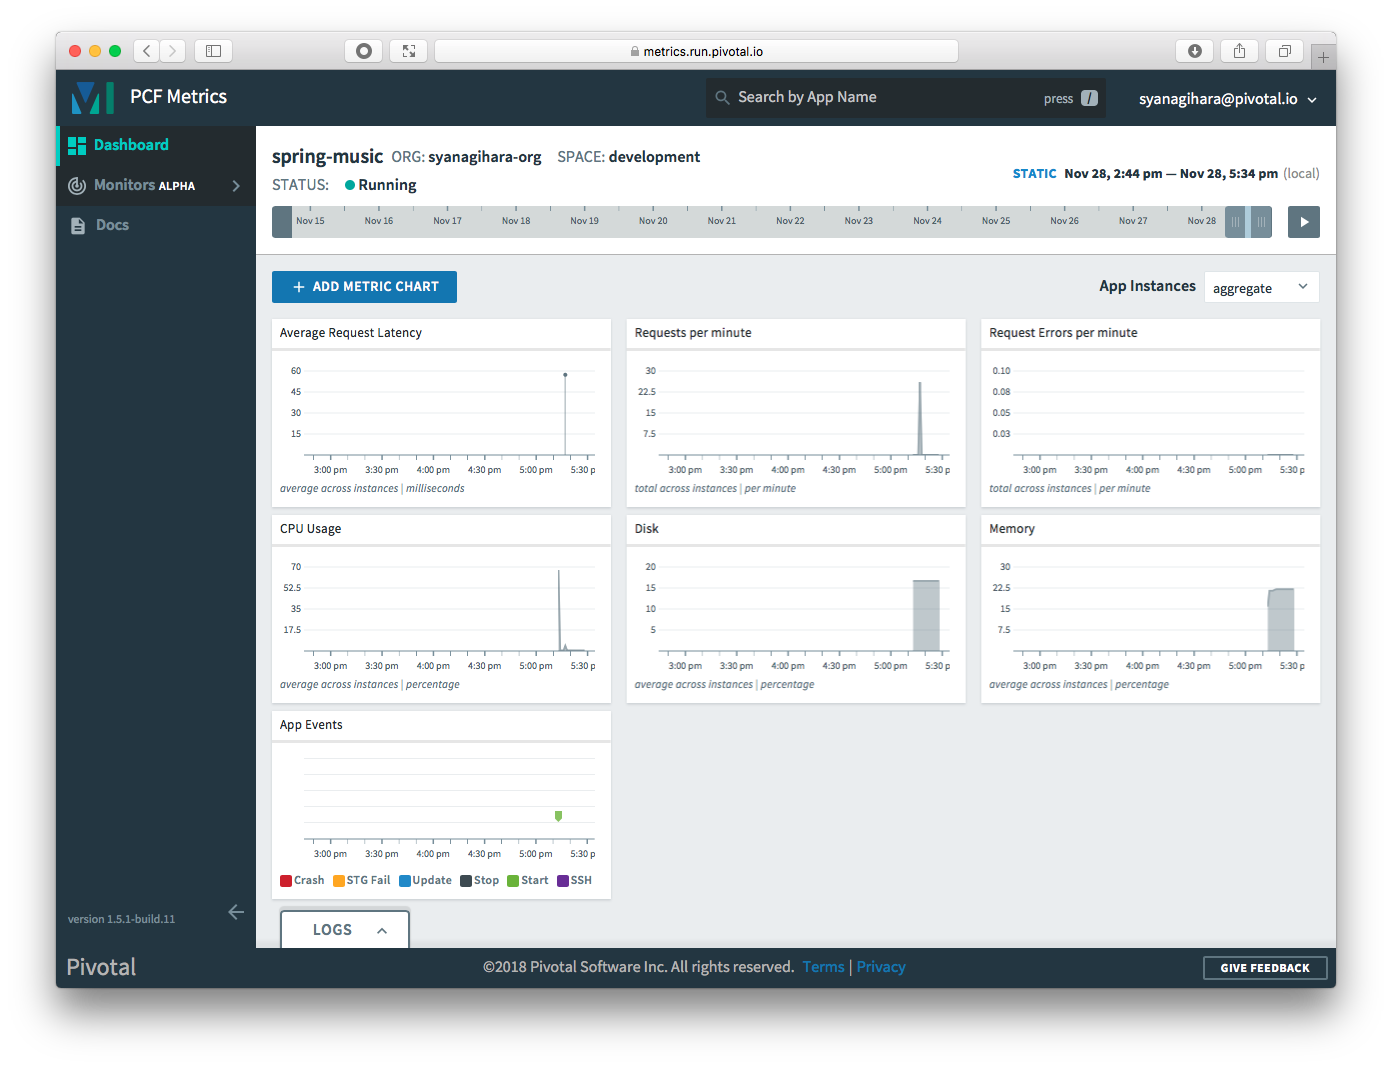 metrics.run.pivotal.io
PCF Metrics
Search by App Name
press /
syanagihara@pivotal.io
Dashboard
Monitors ALPHA
Docs
spring-music ORG: syanagihara-org SPACE: development
STATUS: Running
STATIC Nov 28, 2:44 pm — Nov 28, 5:34 pm (local)
Nov 15 Nov 16 Nov 17 Nov 18 Nov 19 Nov 20 Nov 21 Nov 22 Nov 23 Nov 24 Nov 25 Nov 26 Nov 27 Nov 28
+ ADD METRIC CHART
App Instances aggregate
Average Request Latency
60
45
30
15
3:00 pm 3:30 pm 4:00 pm 4:30 pm 5:00 pm 5:30 p
average across instances | milliseconds
Requests per minute
30
22.5
15
7.5
3:00 pm 3:30 pm 4:00 pm 4:30 pm 5:00 pm 5:30 p
total across instances | per minute
Request Errors per minute
0.10
0.08
0.05
0.03
3:00 pm 3:30 pm 4:00 pm 4:30 pm 5:00 pm 5:30 p
total across instances | per minute
CPU Usage
70
52.5
35
17.5
3:00 pm 3:30 pm 4:00 pm 4:30 pm 5:00 pm 5:30 p
average across instances | percentage
Disk
20
15
10
5
3:00 pm 3:30 pm 4:00 pm 4:30 pm 5:00 pm 5:30 p
average across instances | percentage
Memory
30
22.5
15
7.5
3:00 pm 3:30 pm 4:00 pm 4:30 pm 5:00 pm 5:30 p
average across instances | percentage
App Events
3:00 pm 3:30 pm 4:00 pm 4:30 pm 5:00 pm 5:30 p
Crash STG Fail Update Stop Start SSH
LOGS
version 1.5.1-build.11
Pivotal
©2018 Pivotal Software Inc. All rights reserved. Terms | Privacy
GIVE FEEDBACK